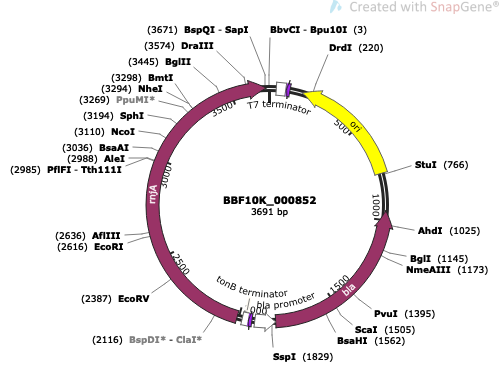 Created with SnapGene®
(3671) BspQI - SapI
BbvCI - Bpu10I (3)
(3574) DraIII
DrdI (220)
(3445) BglII
(3298) BmtI
(3294) NheI
(3269) PpuMI*
(3194) SphI
(3110) NcoI
(3036) BsaAI
(2988) AleI
(2985) PflFI - Tth111I
T7 terminator
3500
500
ori
StuI (766)
3000
mJA
BBF10K_000852
3691 bp
1000
AhdI (1025)
(2636) AflIII
(2616) EcoRI
BglI (1145)
NmeAIII (1173)
2500
tonB terminator
bla promoter
1500
bla
(2387) EcoRV
PvuI (1395)
ScaI (1505)
BsaHI (1562)
(2116) BspDI* - ClaI*
SspI (1829)